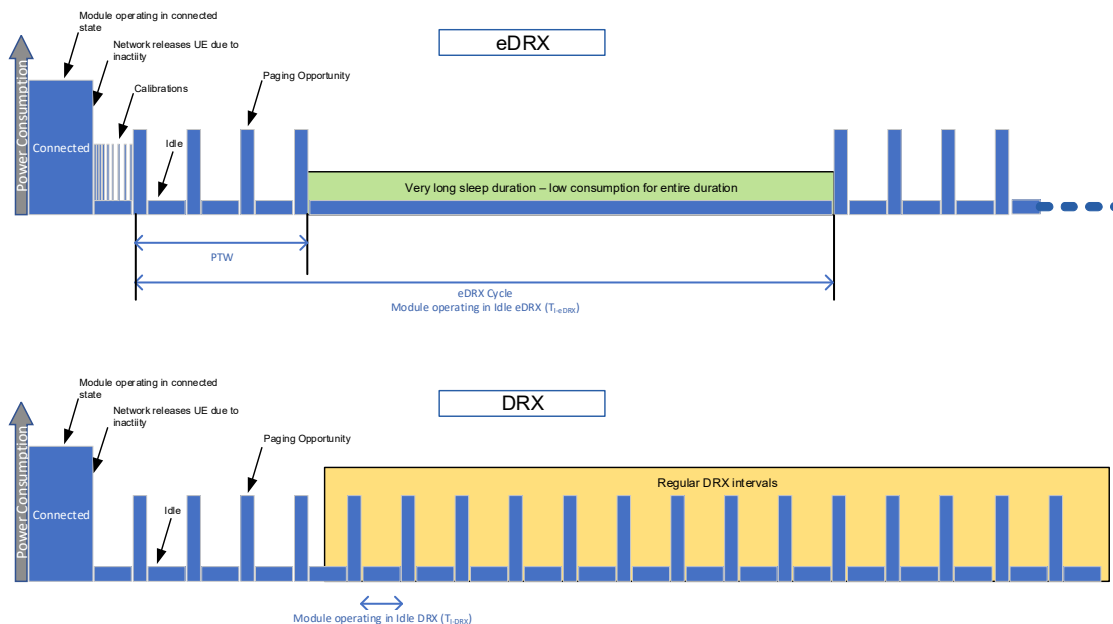 Module operating in connected
state
eDRX
Network releases UE due to
inactiity
Paging Opportunity
Calibrations
Power Consumption
Connected
Idle
Very long sleep duration – low consumption for entire duration
PTW
eDRX Cycle
Module operating in Idle eDRX (TI-eDRX)
Module operating in connected
state
DRX
Network releases UE due to
inactiity
Paging Opportunity
Power Consumption
Regular DRX intervals
Connected
Idle
Module operating in Idle DRX (TI-DRX)